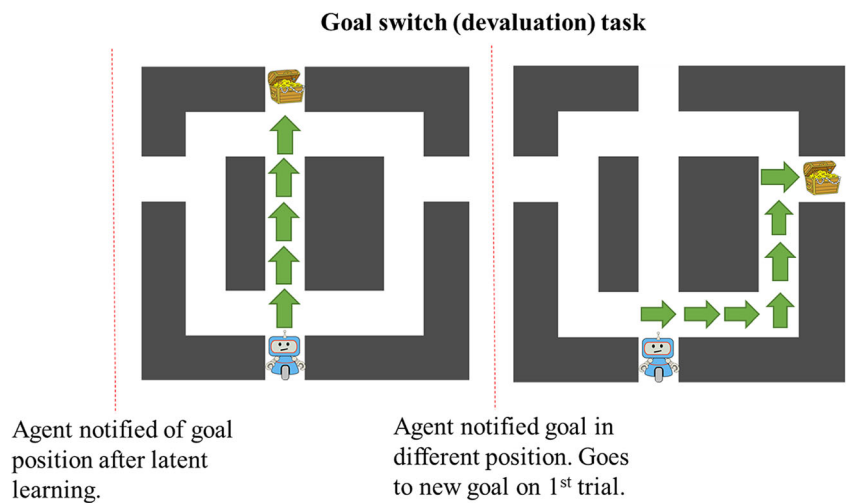 Goal switch (devaluation) task
Agent notified of goal
position after latent
learning.
Agent notified goal in
different position. Goes
to new goal on 1st trial.